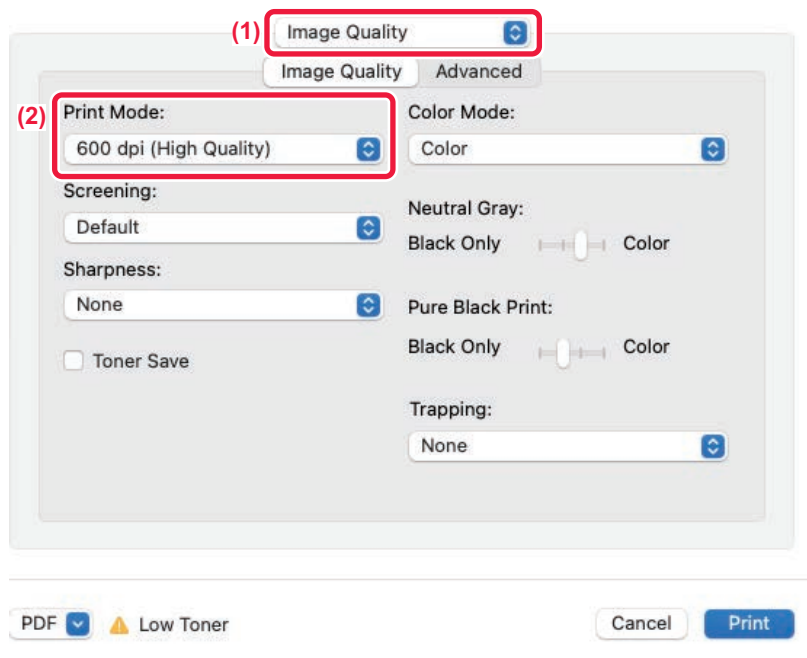 (1) Image Quality
Image Quality Advanced
(2) Print Mode:
600 dpi (High Quality)
Screening:
Default
Sharpness:
None
Toner Save
Color Mode:
Color
Neutral Gray:
Black Only Color
Pure Black Print:
Black Only Color
Trapping:
None
PDF Low Toner Cancel Print